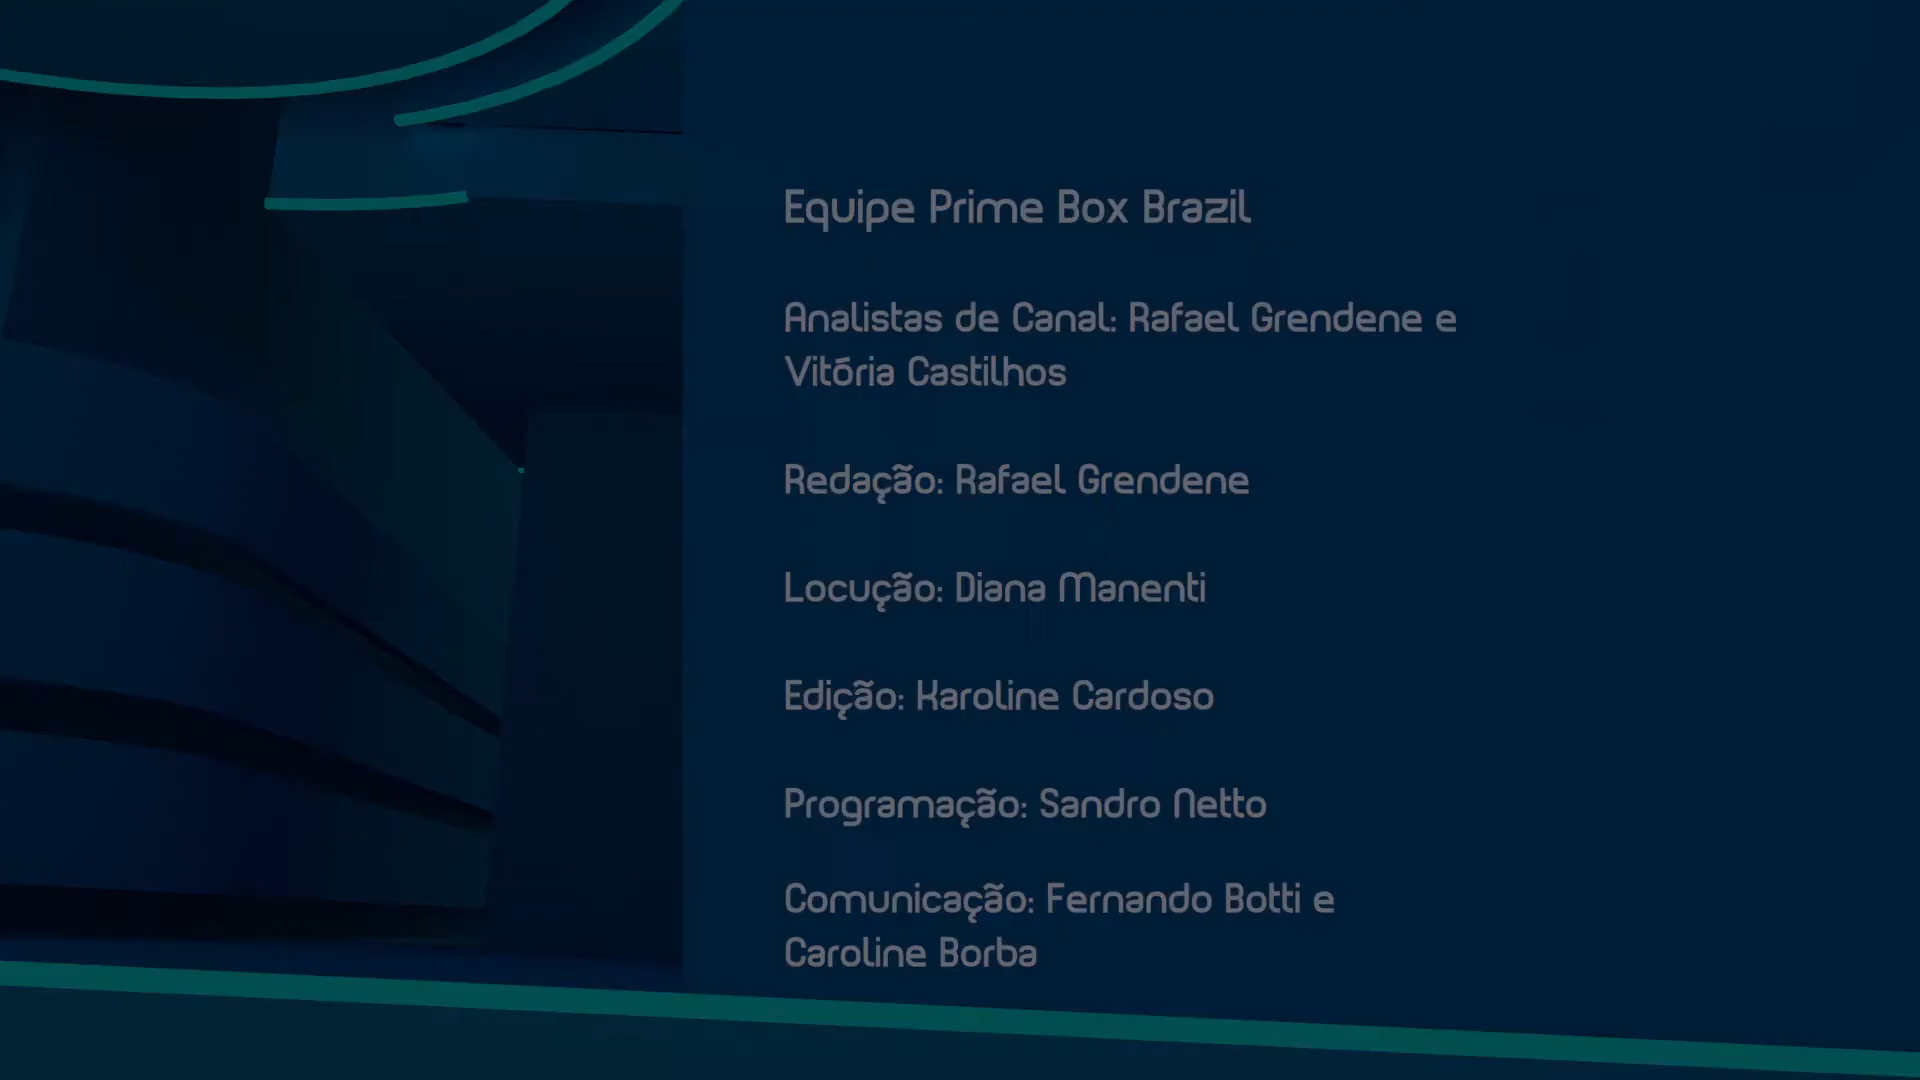 Equipe Prime Box Brazil
Analistas de Canal: Rafael Grendene e
Vitória Castilhos
Redação: Rafael Grendene
Locução: Diana Manenti
Edição: Karoline Cardoso
Programação: Sandro Netto
Comunicação: Fernando Botti e
Caroline Borba